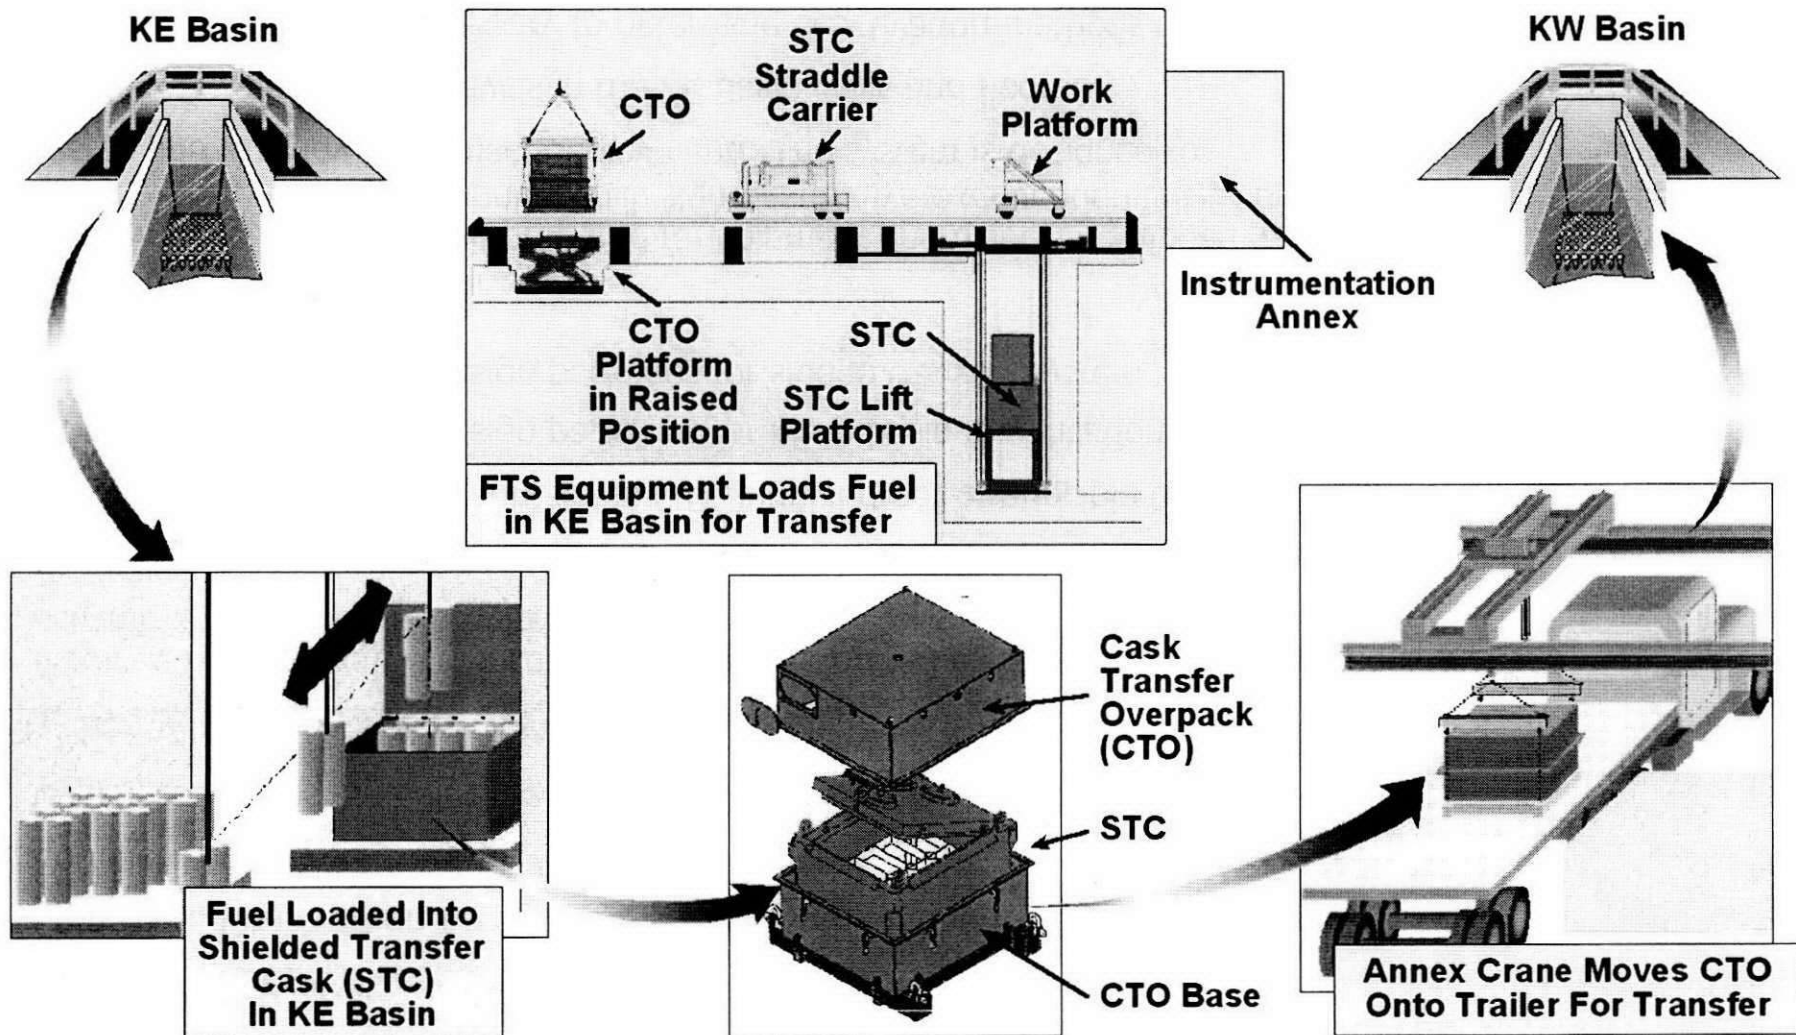 KE Basin
STC
Straddle
Carrier
CTO
Work
Platform
KW Basin
Instrumentation
Annex
CTO
Platform
in Raised
Position
STC
STC Lift
Platform
FTS Equipment Loads Fuel
in KE Basin for Transfer
Fuel Loaded Into
Shielded Transfer
Cask (STC)
In KE Basin
Cask
Transfer
Overpack
(CTO)
STC
CTO Base
Annex Crane Moves CTO
Onto Trailer For Transfer